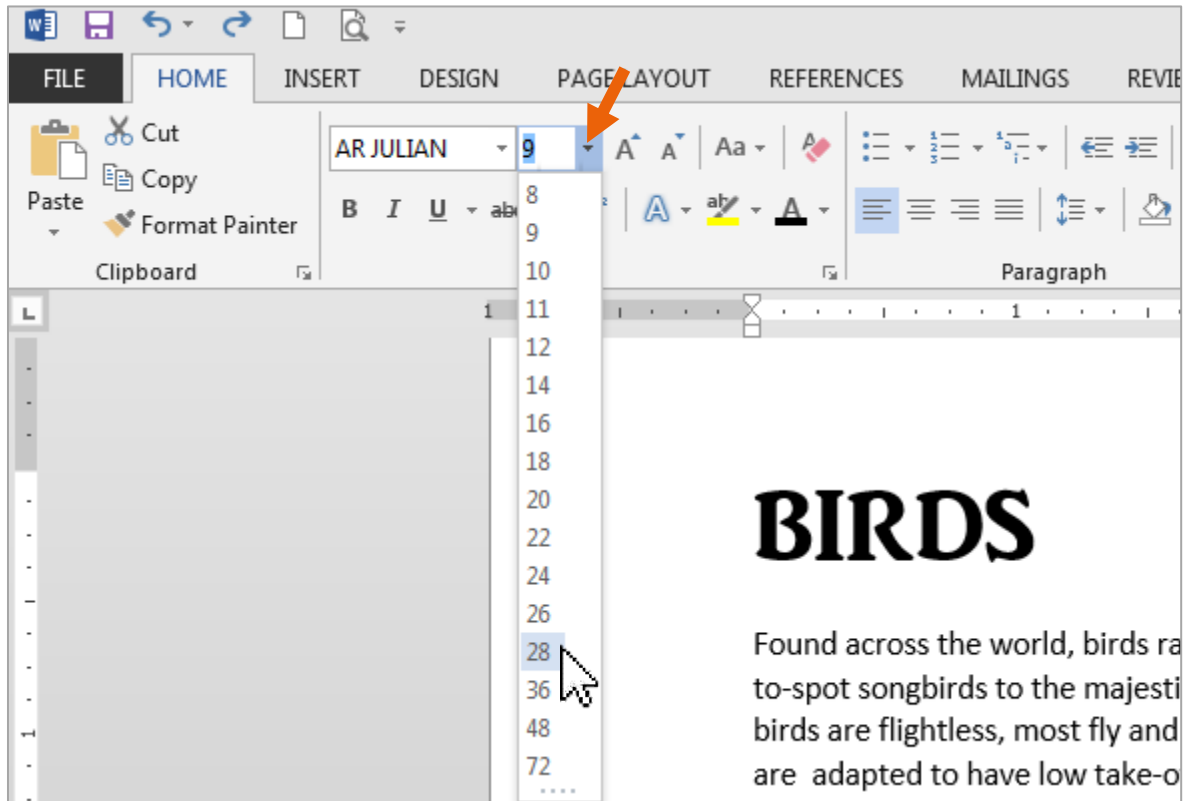 FILE HOME INSERT DESIGN PAGE LAYOUT REFERENCES MAILINGS
Cut
Copy
Format Painter
Paste
Clipboard
AR JULIAN 9
Aa
B I U
8
9
10
11
12
14
16
18
20
22
24
26
28
36
48
72
Paragraph
1 1
1
BIRDS
Found across the world, birds
to-spot songbirds to the
birds are flightless, most fly and
are adapted to have low